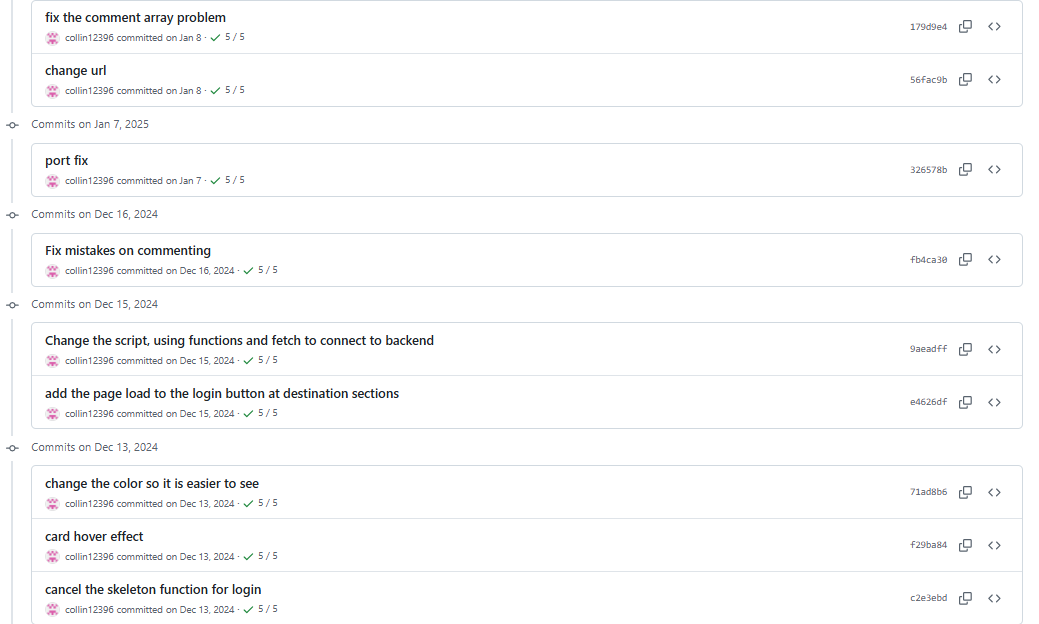 fix the comment array problem
collin12396 committed on Jan 8 · 5 / 5
179d9e4
change url
collin12396 committed on Jan 8 · 5 / 5
56fac9b
Commits on Jan 7, 2025
port fix
collin12396 committed on Jan 7 · 5 / 5
326578b
Commits on Dec 16, 2024
Fix mistakes on commenting
collin12396 committed on Dec 16, 2024 · 5 / 5
fb4ca30
Commits on Dec 15, 2024
Change the script, using functions and fetch to connect to backend
collin12396 committed on Dec 15, 2024 · 5 / 5
9aeadff
add the page load to the login button at destination sections
collin12396 committed on Dec 15, 2024 · 5 / 5
e4626df
Commits on Dec 13, 2024
change the color so it is easier to see
collin12396 committed on Dec 13, 2024 · 5 / 5
71ad8b6
card hover effect
collin12396 committed on Dec 13, 2024 · 5 / 5
f29ba84
cancel the skeleton function for login
collin12396 committed on Dec 13, 2024 · 5 / 5
c2e3ebd